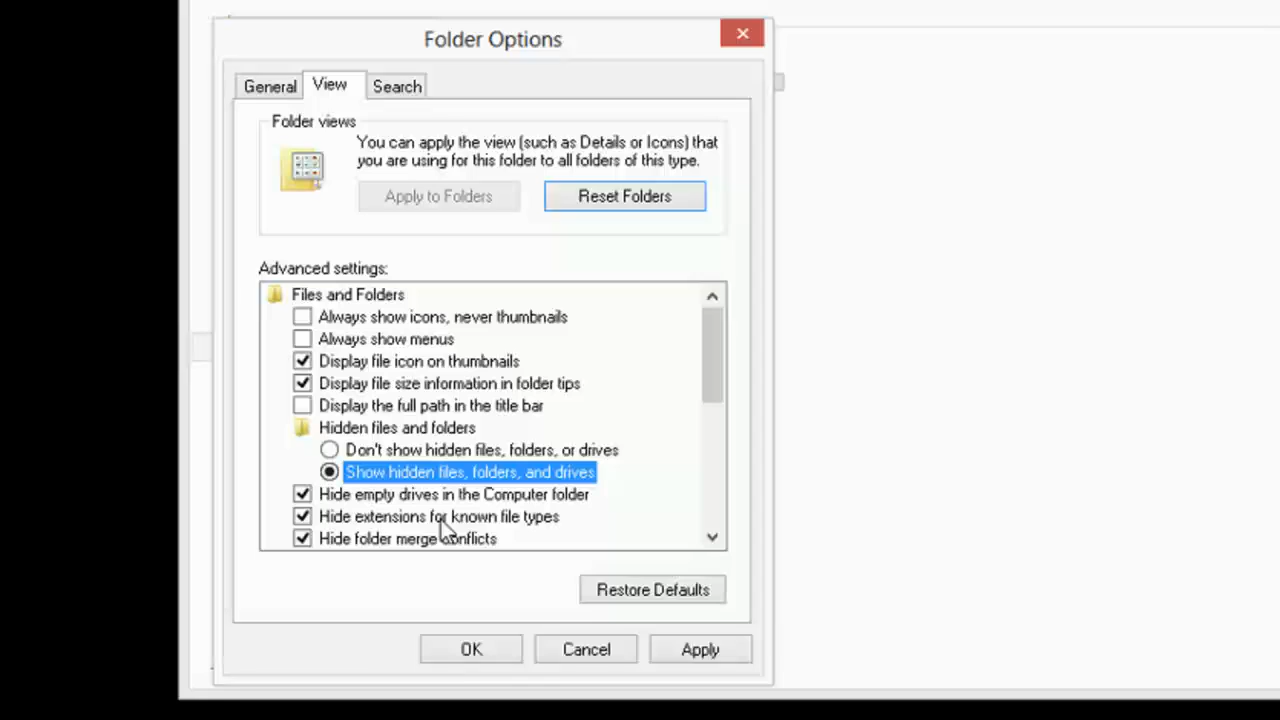 Folder Options
General
View
Search
Folder views
You can apply the view (such as Details or Icons) that
you are using for this folder to all folders of this type.
Apply to Folders
Reset Folders
Advanced settings:
Files and Folders
Always show icons, never thumbnails
Always show menus
Display file icon on thumbnails
Display file size information in folder tips
Display the full path in the title bar
Hidden files and folders
Don't show hidden files, folders, or drives
Show hidden files, folders, and drives
Hide empty drives in the Computer folder
Hide extensions for known file types
Hide folder merge conflicts
Restore Defaults
OK
Cancel
Apply